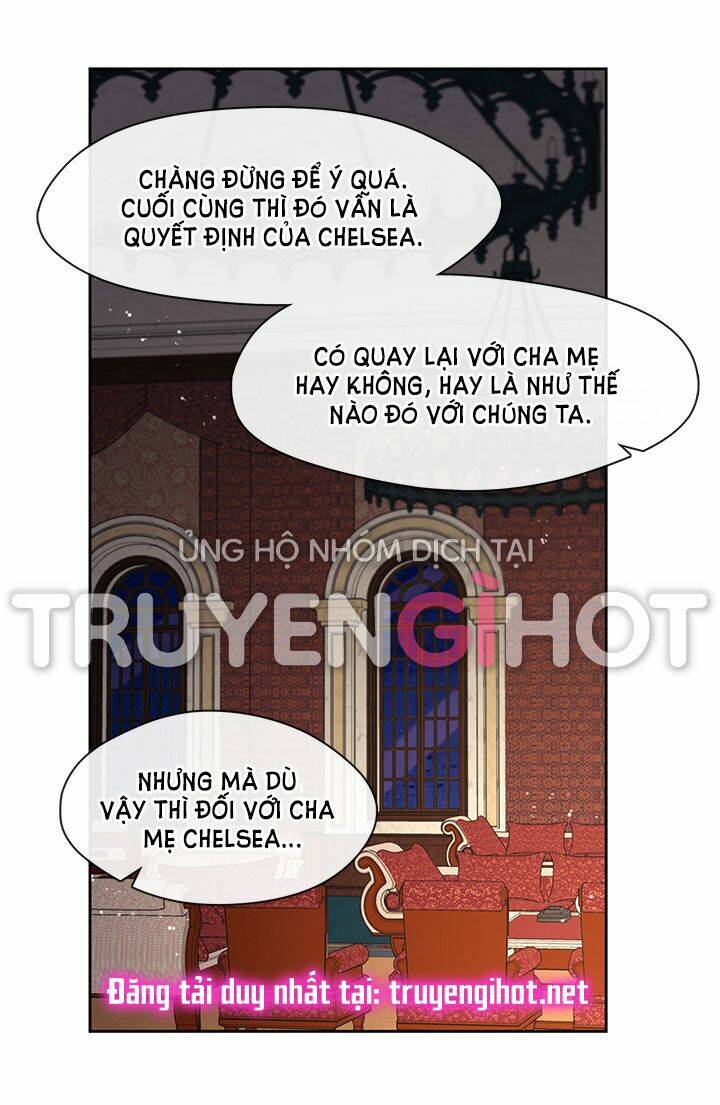 CHÀNG ĐỪNG ĐỂ Ý QUÁ.
CUỐI CÙNG THÌ ĐÓ VẪN LÀ
QUYẾT ĐỊNH CỦA CHELSEA.
CÓ QUAY LẠI VỚI CHA MẸ
HAY KHÔNG, HAY LÀ NHƯ THẾ
NÀO ĐÓ VỚI CHÚNG TA.
ỦNG HỘ NHÓM DỊCH TẠI
TRUYENGIHOT
NHƯNG MÀ DÙ
VẬY THÌ ĐỐI VỚI CHA
MẸ CHELSEA...
Đăng tải duy nhất tại: truyengihot.net